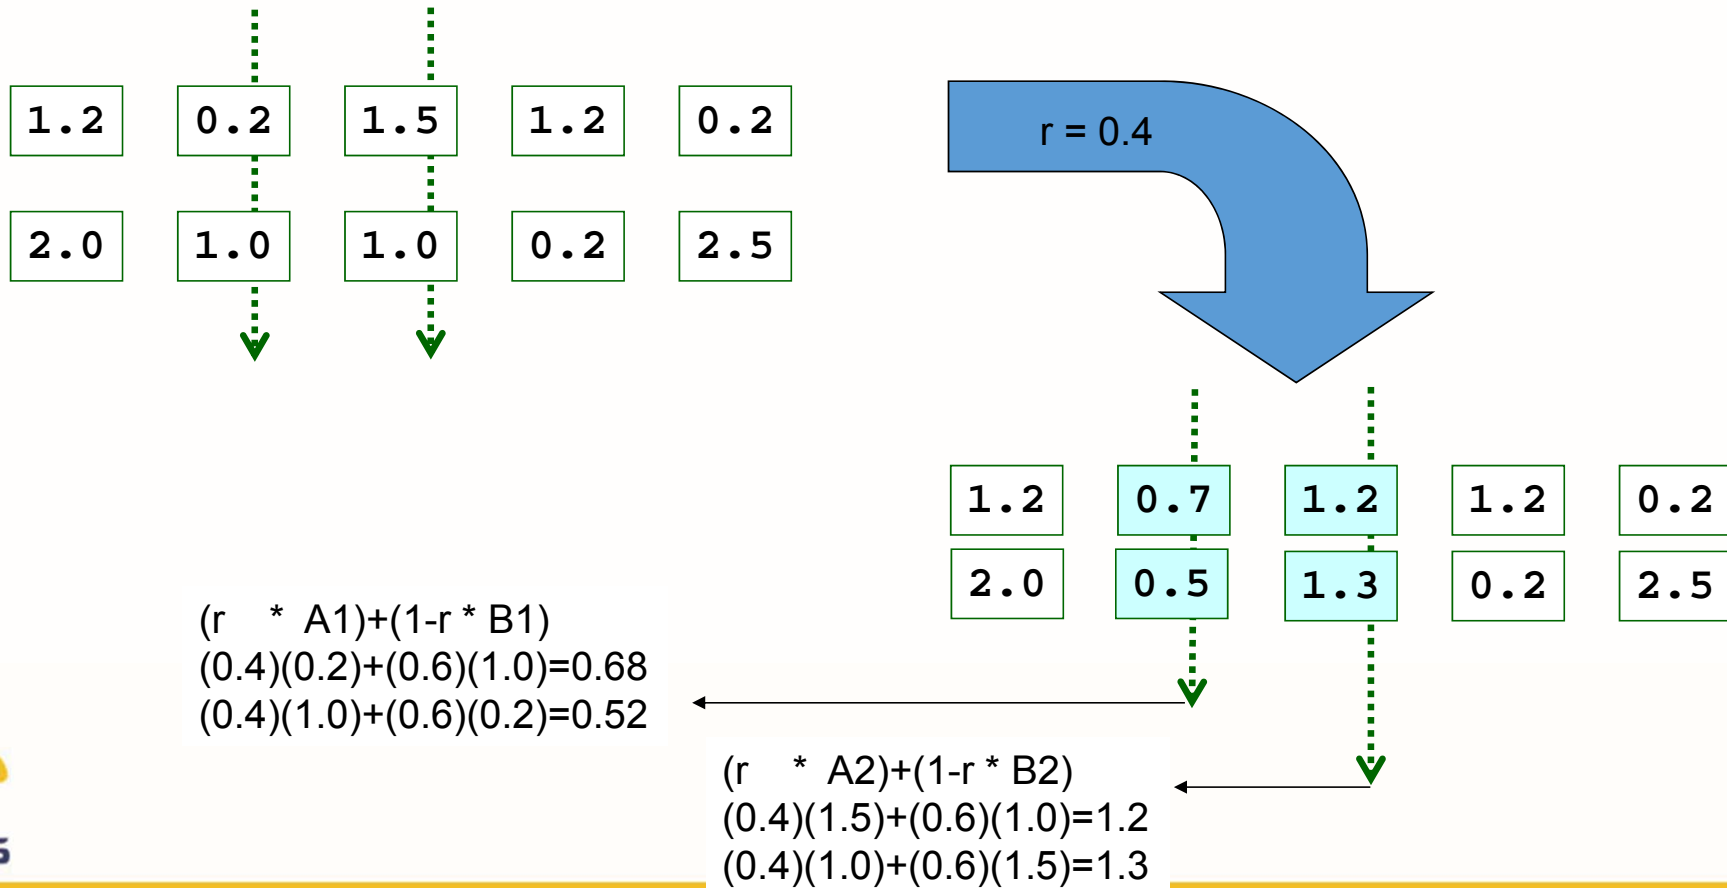 1.2 0.2 1.5 1.2 0.2
2.0 1.0 1.0 0.2 2.5
r = 0.4
1.2 0.7 1.2 1.2 0.2
2.0 0.5 1.3 0.2 2.5
(r * A1)+(1-r * B1)
(0.4)(0.2)+(0.6)(1.0)=0.68
(0.4)(1.0)+(0.6)(0.2)=0.52
(r * A2)+(1-r * B2)
(0.4)(1.5)+(0.6)(1.0)=1.2
(0.4)(1.0)+(0.6)(1.5)=1.3